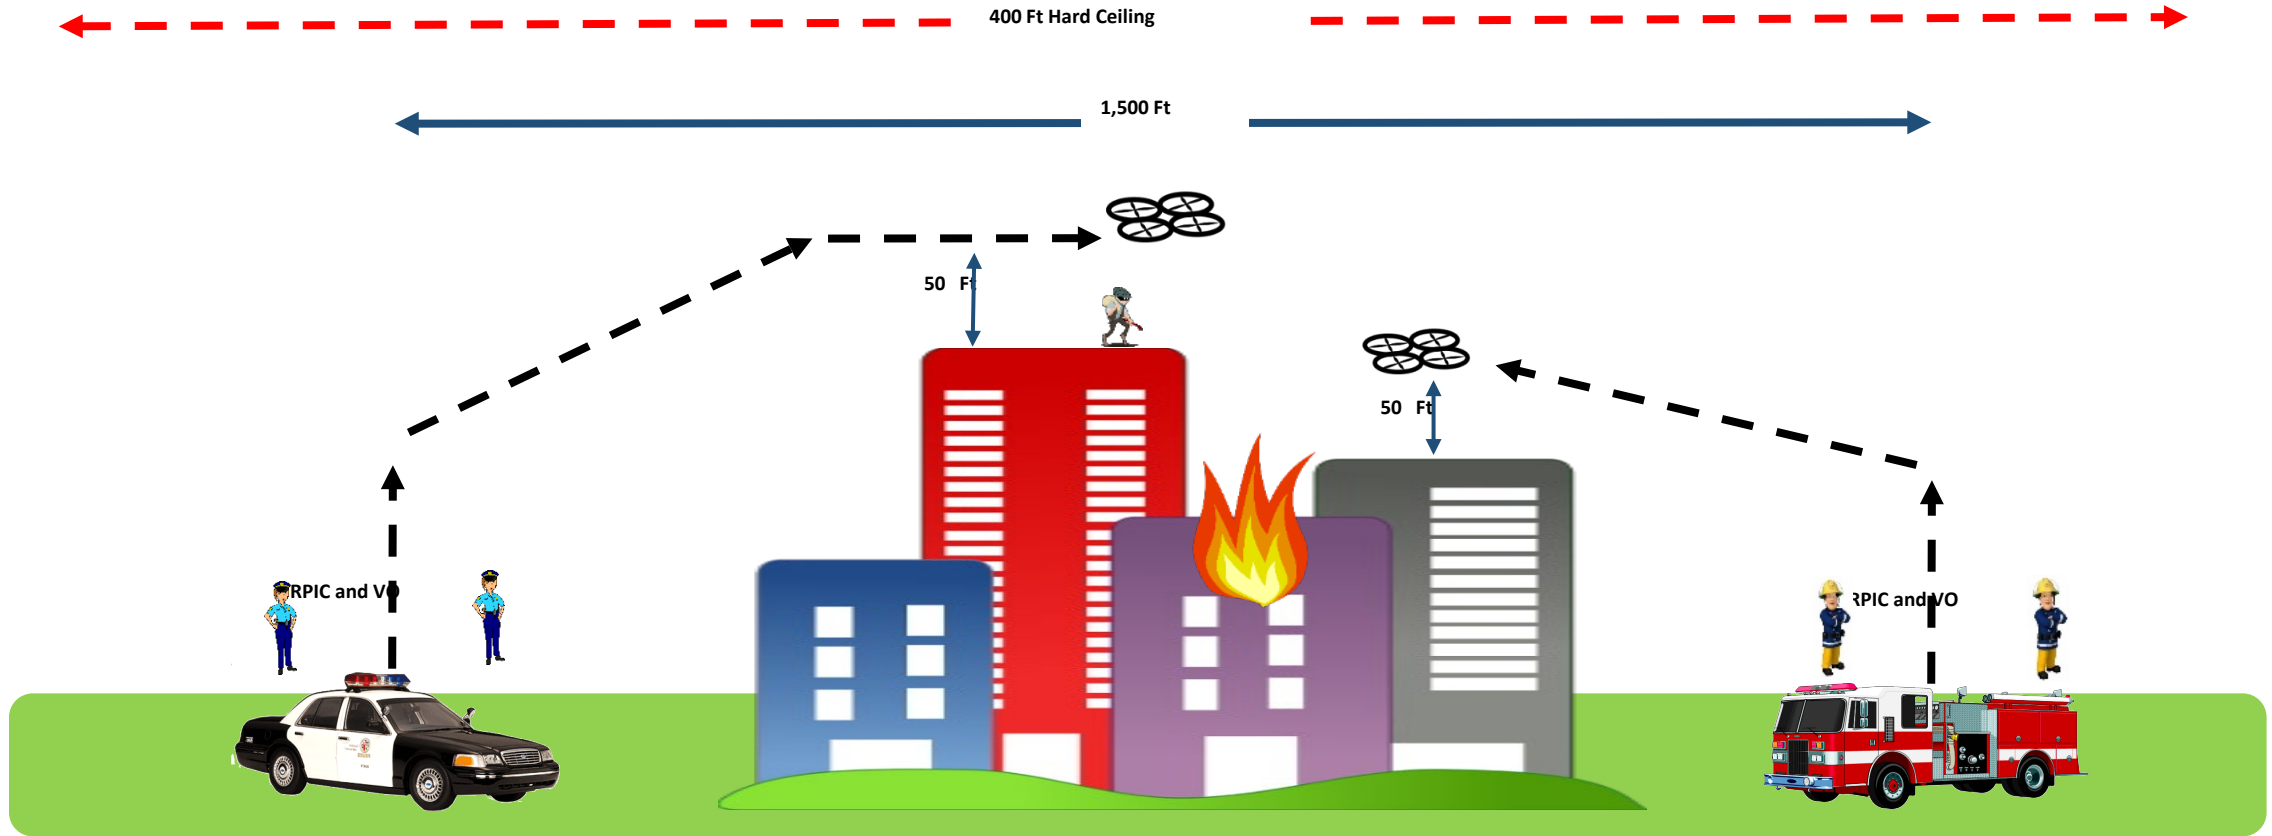 400 Ft Hard Ceiling
1,500 Ft
50 Ft
50 Ft
RPIC and VO
RPIC and VO